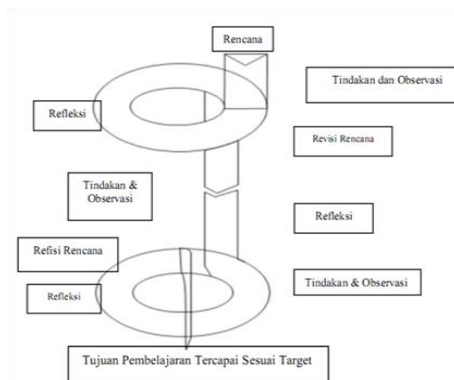 Rencana
Tindakan dan Observasi
Refleksi
Revisi Rencana
Tindakan &
Observasi
Refleksi
Refisi Rencana
Tindakan & Observasi
Refleksi
Tujuan Pembelajaran Tercapai Sesuai Target